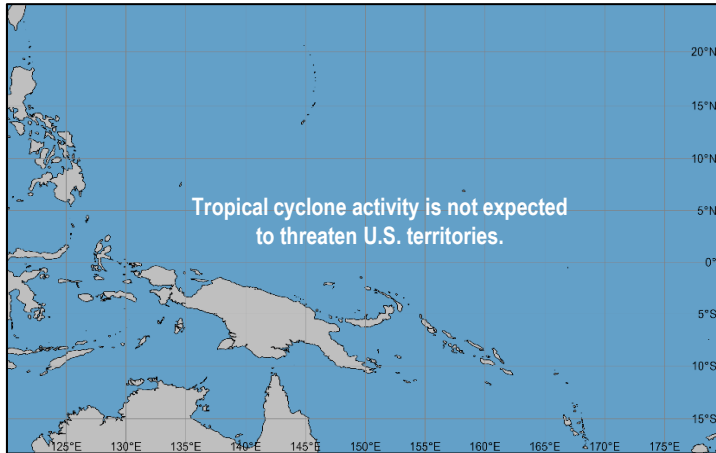 20°N
15°N
10°N
Tropical cyclone activity is not expected
5°N
to threaten U.S. territories.
0°
5°S
10°S
15°S
125°E 130°E 135°E 140°E 145°E 150°E 155°E 160°E 165°E 170°E 175°E